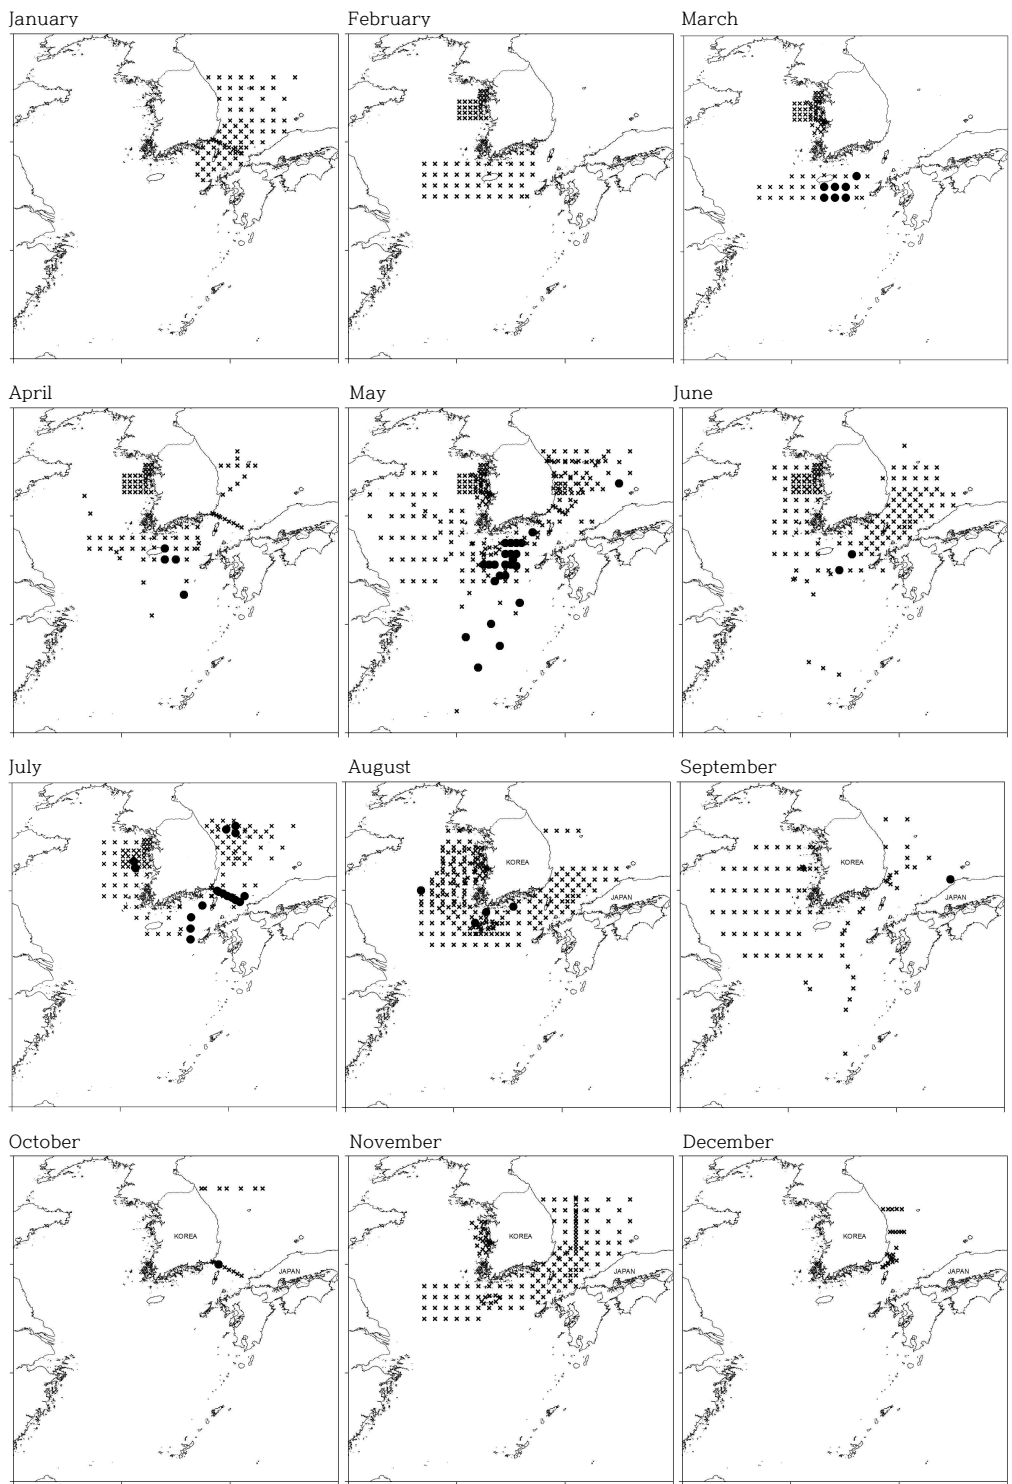 January
February
March
April
May
June
July
August
September
KOREA
KOREA
JAPAN
JAPAN
October
November
December
KOREA
KOREA
KOREA
JAPAN
JAPAN
JAPAN